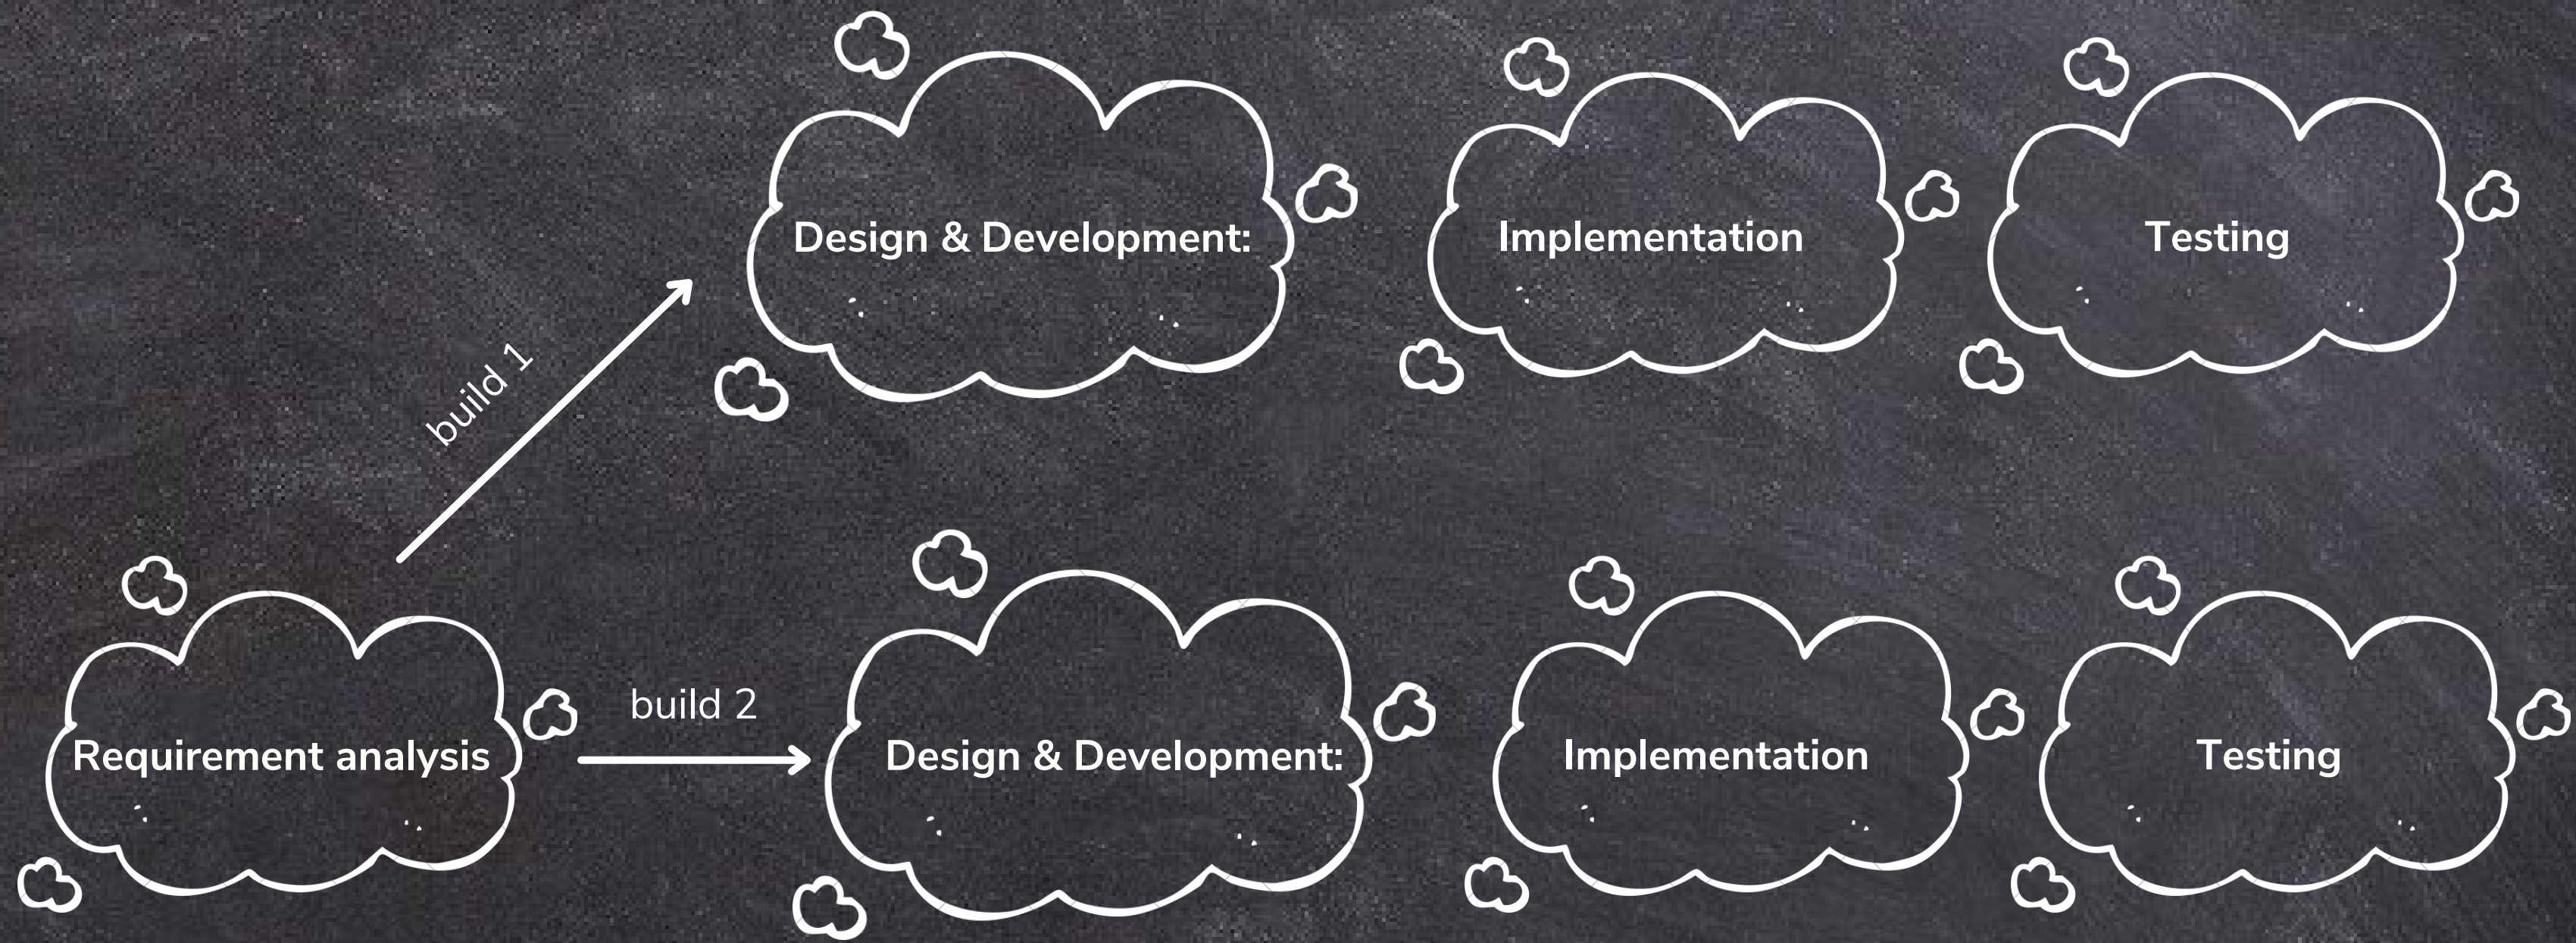 Design & Development:
Implementation
Testing
build 1
build 2
Requirement analysis
Design & Development:
Implementation
Testing